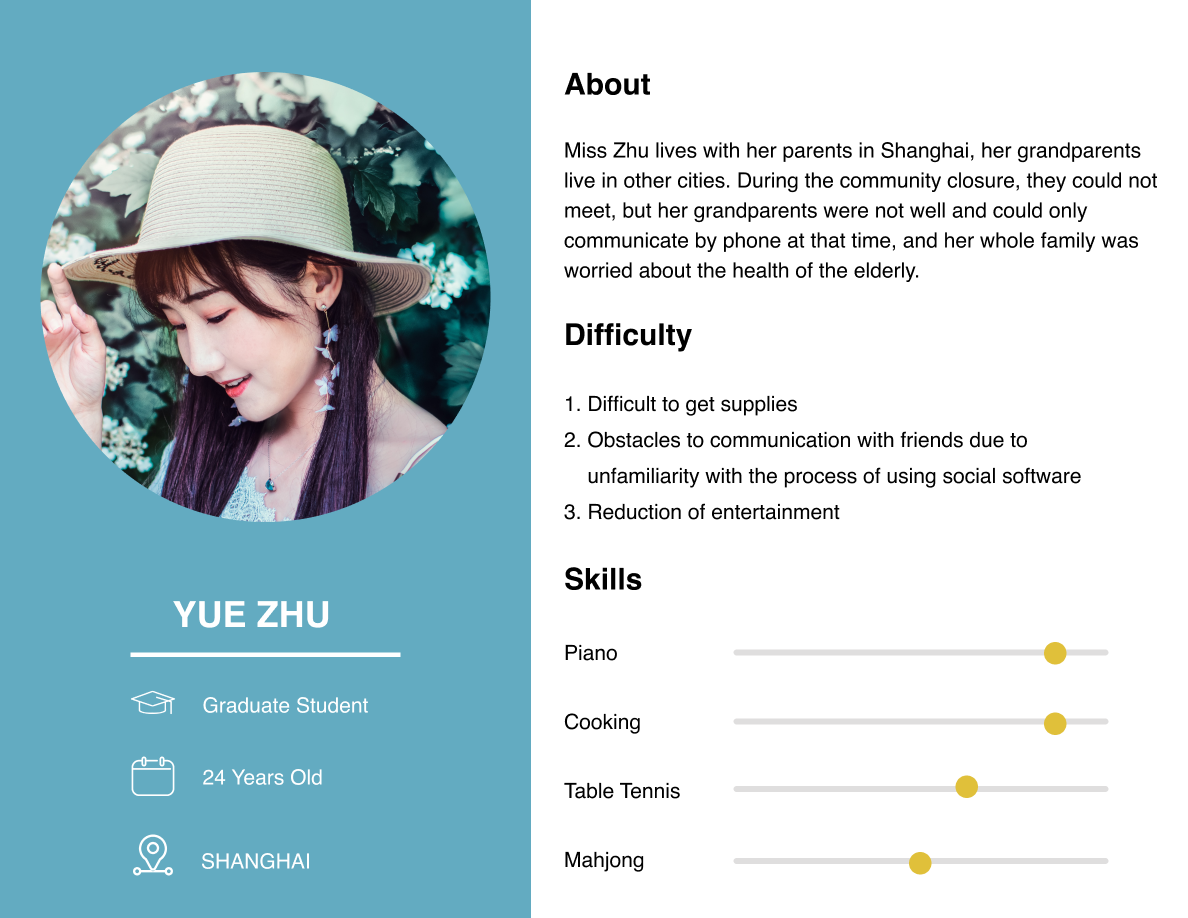 YUE ZHU
Graduate Student
24 Years Old
SHANGHAI
About
Miss Zhu lives with her parents in Shanghai, her grandparents
live in other cities. During the community closure, they could not
meet, but her grandparents were not well and could only
communicate by phone at that time, and her whole family was
worried about the health of the elderly.
Difficulty
1. Difficult to get supplies
2. Obstacles to communication with friends due to
unfamiliarity with the process of using social software
3. Reduction of entertainment
Skills
Piano
Cooking
Table Tennis
Mahjong